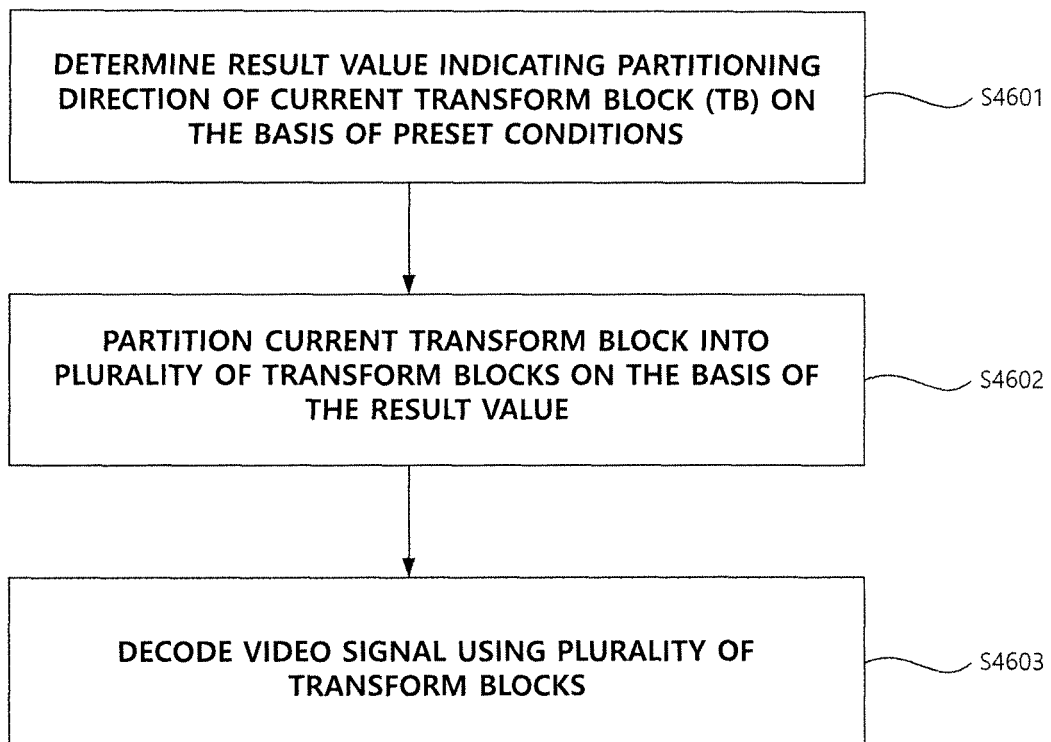 DETERMINE RESULT VALUE INDICATING PARTITIONING
DIRECTION OF CURRENT TRANSFORM BLOCK (TB) ON
THE BASIS OF PRESET CONDITIONS
S4601
PARTITION CURRENT TRANSFORM BLOCK INTO
PLURALITY OF TRANSFORM BLOCKS ON THE BASIS OF
THE RESULT VALUE
S4602
DECODE VIDEO SIGNAL USING PLURALITY OF
TRANSFORM BLOCKS
S4603